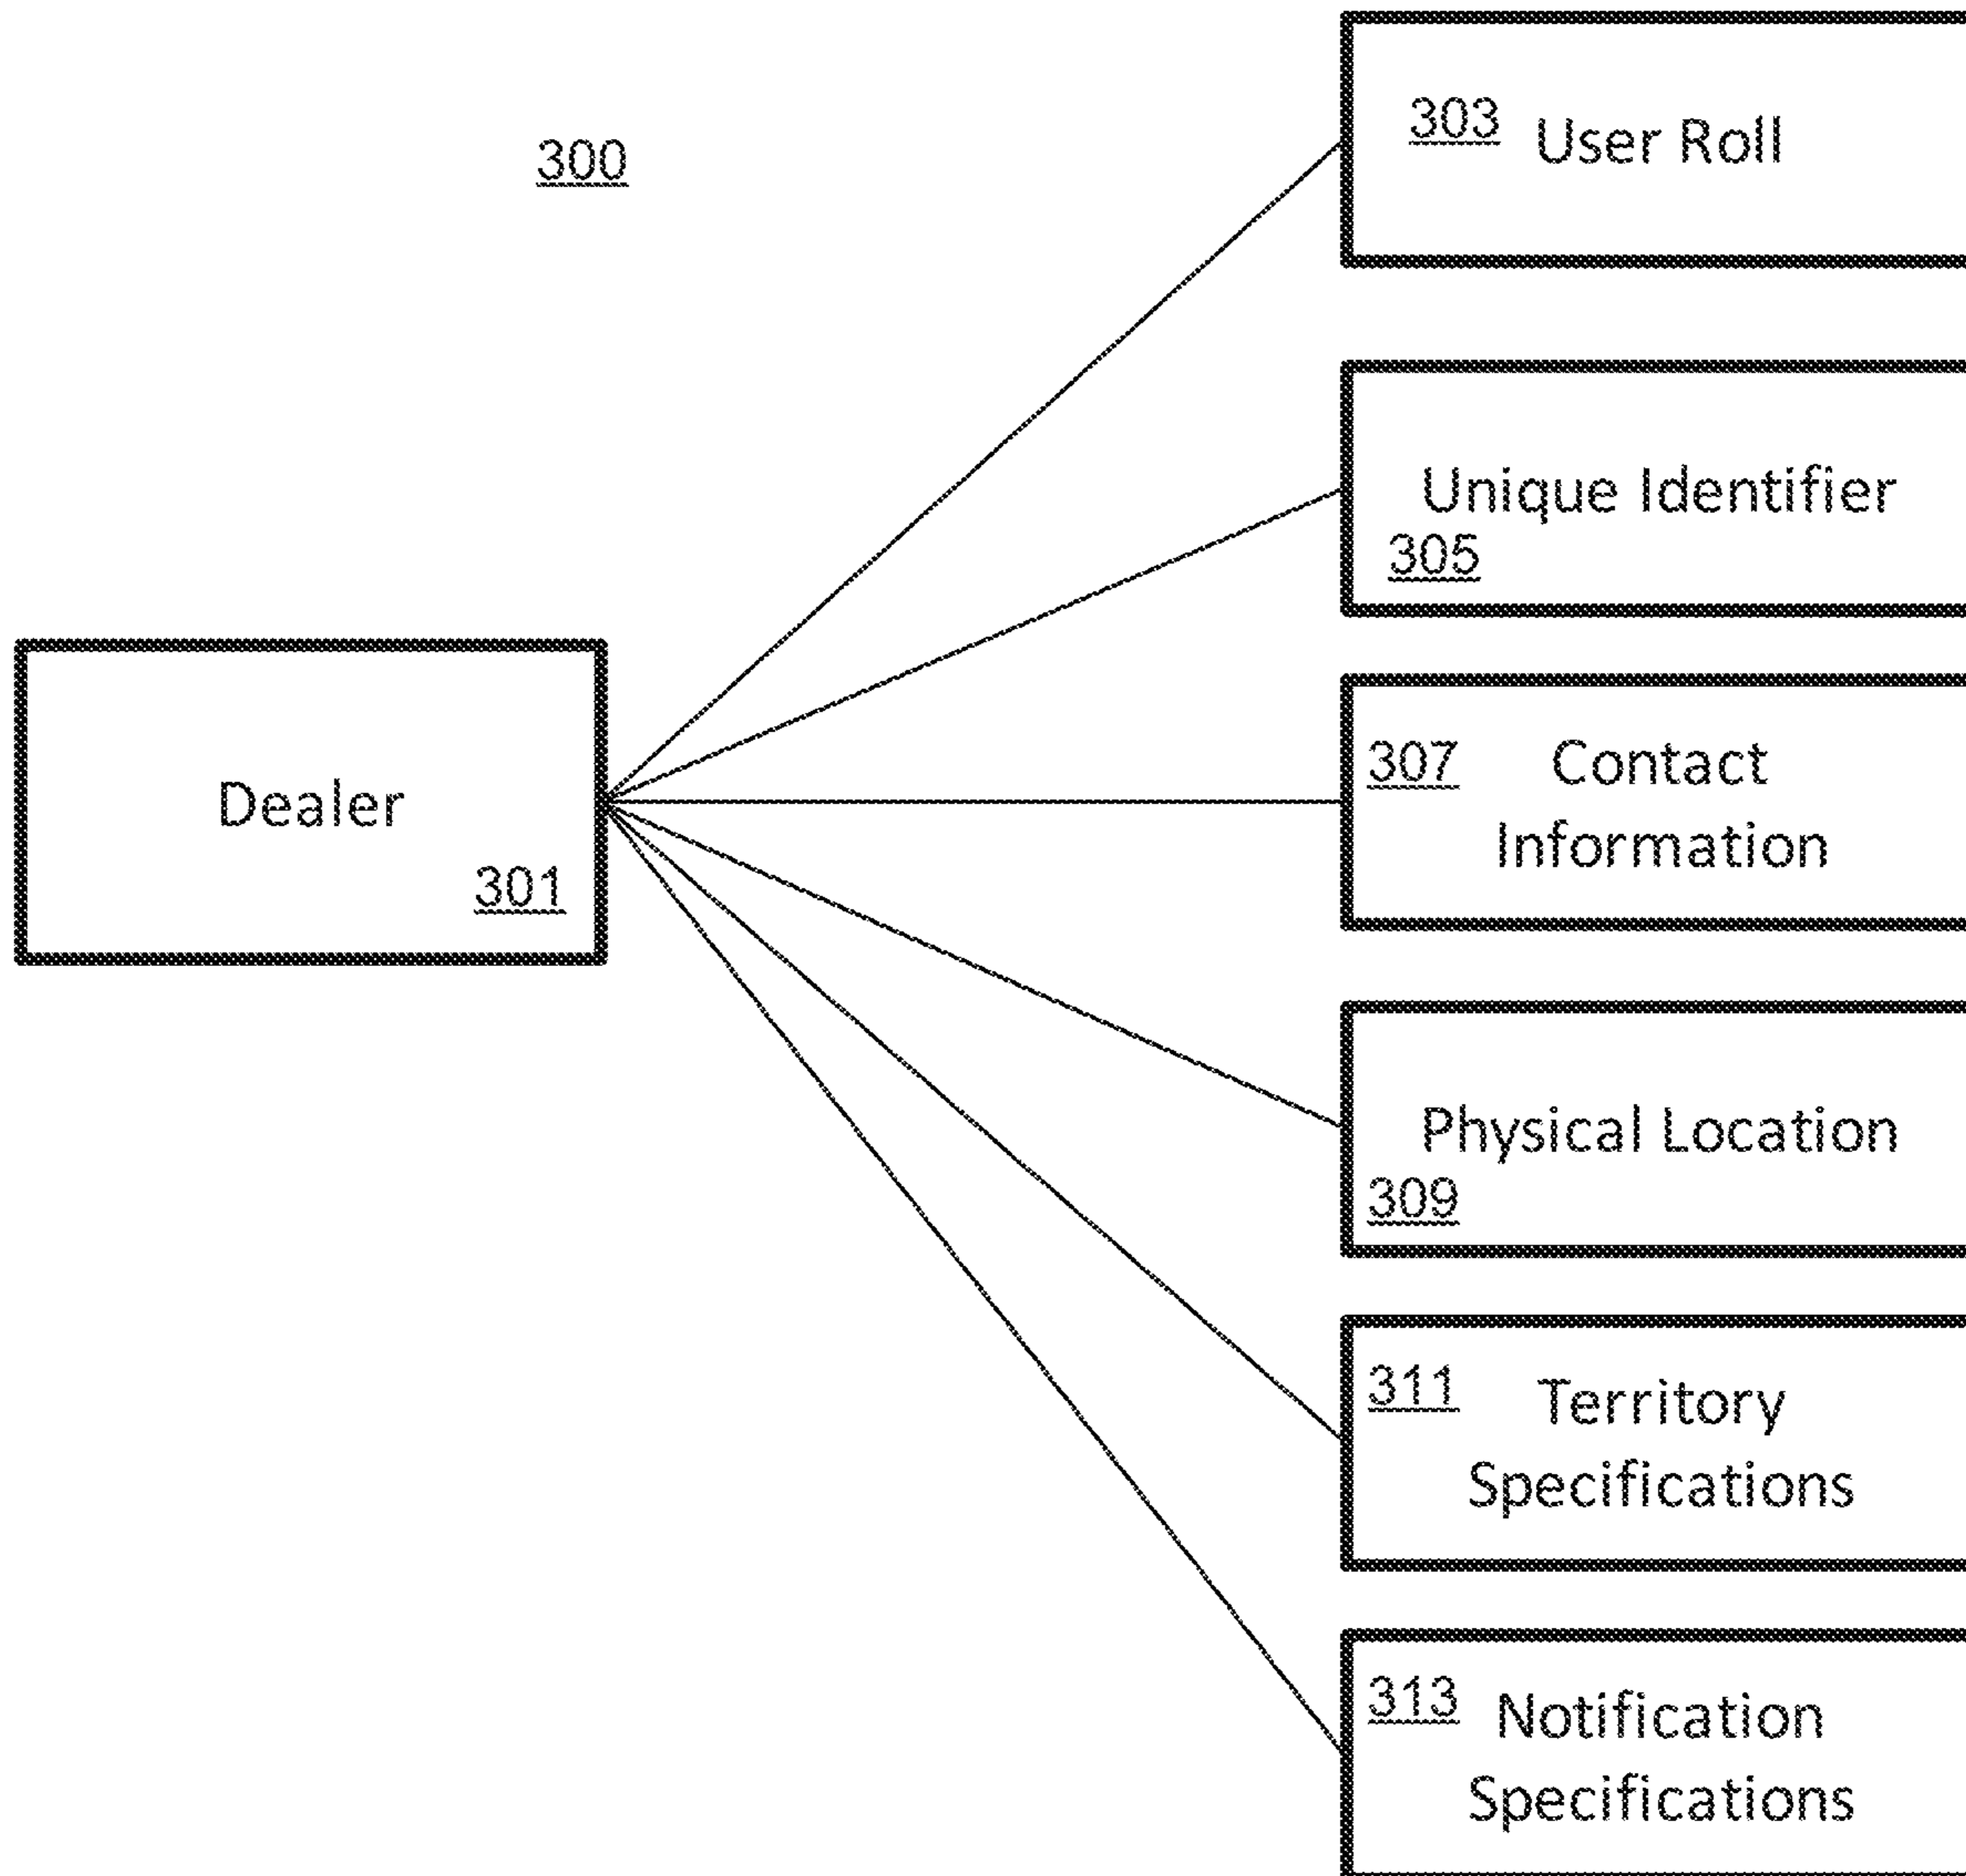 300
303 User Roll
Unique Identifier
305
Dealer
301
307 Contact
Information
Physical Location
309
311 Territory
Specifications
313 Notification
Specifications